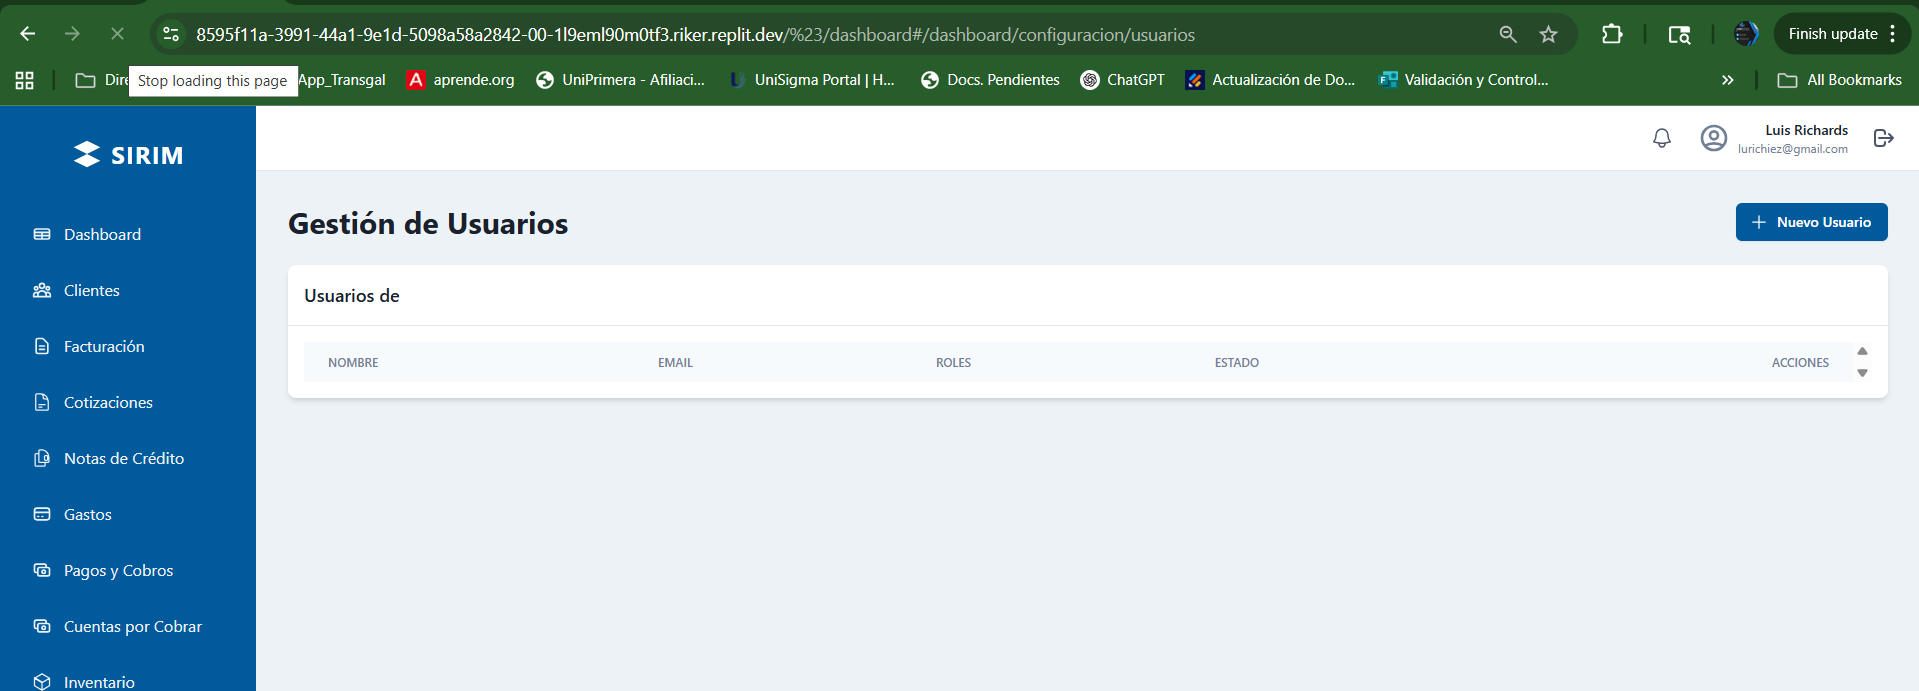 8595f11a-3991-44a1-9e1d-5098a58a2842-00-1l9eml90m0tf3.riker.replit.dev/%23/dashboard#/dashboard/configuracion/usuarios
Finish update
Dire
Stop loading this page
App_Transgal
aprende.org
UniPrimera - Afiliaci...
UniSigma Portal | H...
Docs. Pendientes
ChatGPT
Actualización de Do...
Validación y Control...
»
All Bookmarks
SIRIM
Luis Richards
lurichiez@gmail.com
Dashboard
Clientes
Facturación
Cotizaciones
Notas de Crédito
Gastos
Pagos y Cobros
Cuentas por Cobrar
Inventario
Gestión de Usuarios
+ Nuevo Usuario
Usuarios de
NOMBRE EMAIL ROLES ESTADO ACCIONES